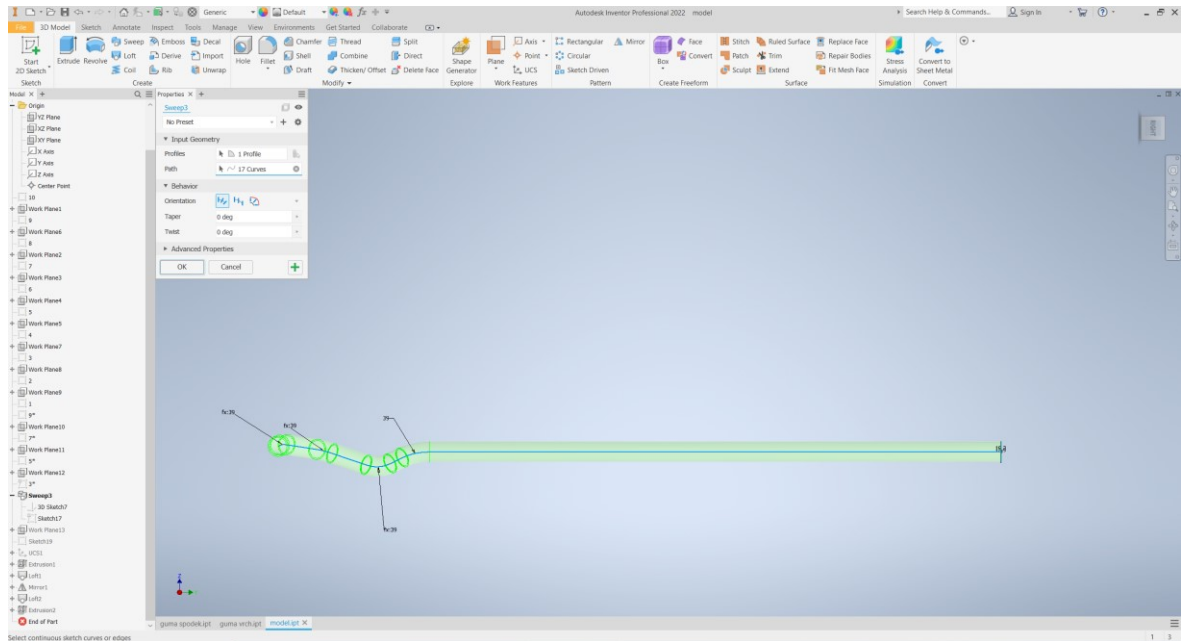 Generic
Default
Autodesk Inventor Professional 2022 model
Search Help & Commands...
Sign In
File 3D Model Sketch Annotate Inspect Tools Manage View Environments Get Started Collaborate
Start
2D Sketch
Extrude Revolve
Sweep Emboss Decal
Loft Derive Import
Coil Rib Unwrap
Hole Fillet
Chamfer Thread Split
Shell Combine Direct
Draft Thicken/ Offset Delete Face
Shape
Generator
Plane
Axis
Point
UCS
Rectangular Mirror
Circular
Sketch Driven
Box
Face
Convert
Stitch Ruled Surface Replace Face
Patch Trim Repair Bodies
Sculpt Extend Fit Mesh Face
Stress
Analysis
Convert to
Sheet Metal
Sketch Create Modify Explore Work Features Pattern Create Freeform Surface Simulation Convert
Model × +
Origin
YZ Plane
XZ Plane
XY Plane
X Axis
Y Axis
Z Axis
Center Point
10
Work Plane1
9
Work Plane6
8
Work Plane2
7
Work Plane3
6
Work Plane4
5
Work Plane5
4
Work Plane7
3
Work Plane8
2
Work Plane9
1
9*
Work Plane10
7*
Work Plane11
5*
Work Plane12
3*
Sweep3
3D Sketch7
Sketch17
Work Plane13
Sketch19
UCS1
Extrusion1
Loft1
Mirror1
Loft2
Extrusion2
End of Part
Properties × +
Sweep3
No Preset
Input Geometry
Profiles 1 Profile
Path 17 Curves
Behavior
Orientation
Taper 0 deg
Twist 0 deg
Advanced Properties
OK Cancel
RIGHT
fx:39
fx:39
39
fx:39
Z
guma spodek.ipt guma vrch.ipt model.ipt ×
Select continuous sketch curves or edges
1 3